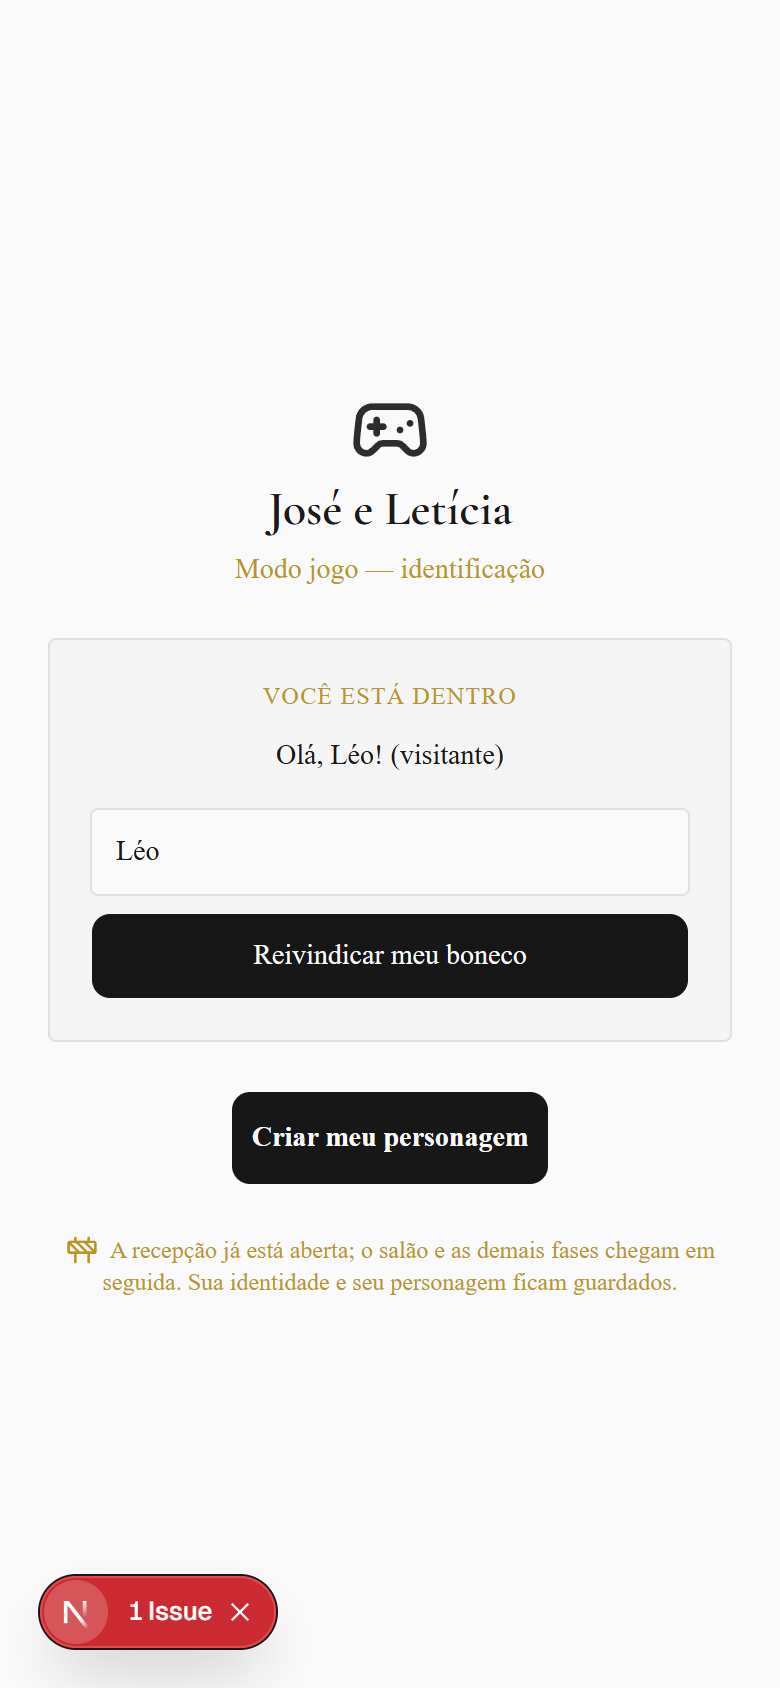 José e Letícia
Modo jogo — identificação
VOCÊ ESTÁ DENTRO
Olá, Léo! (visitante)
Léo
Reivindicar meu boneco
Criar meu personagem
A recepção já está aberta; o salão e as demais fases chegam em
seguida. Sua identidade e seu personagem ficam guardados.
N 1 Issue